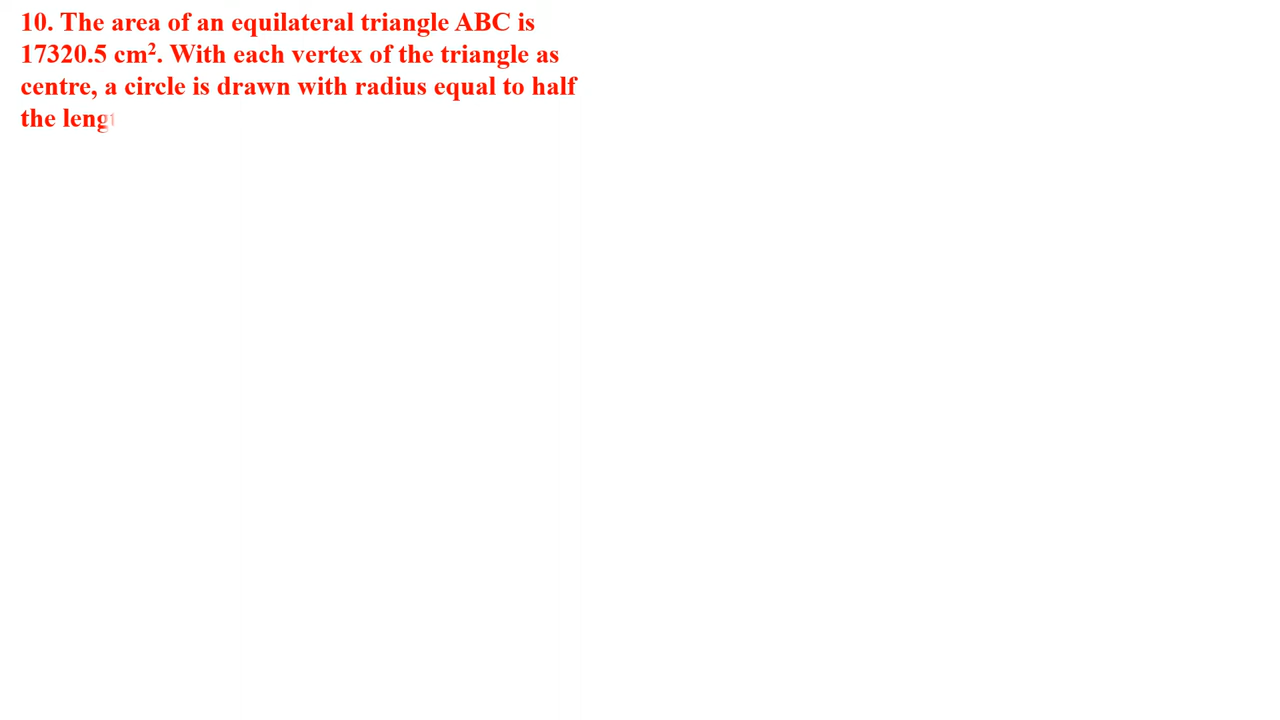 10. The area of an equilateral triangle ABC is
17320.5 cm². With each vertex of the triangle as
centre, a circle is drawn with radius equal to half
the leng